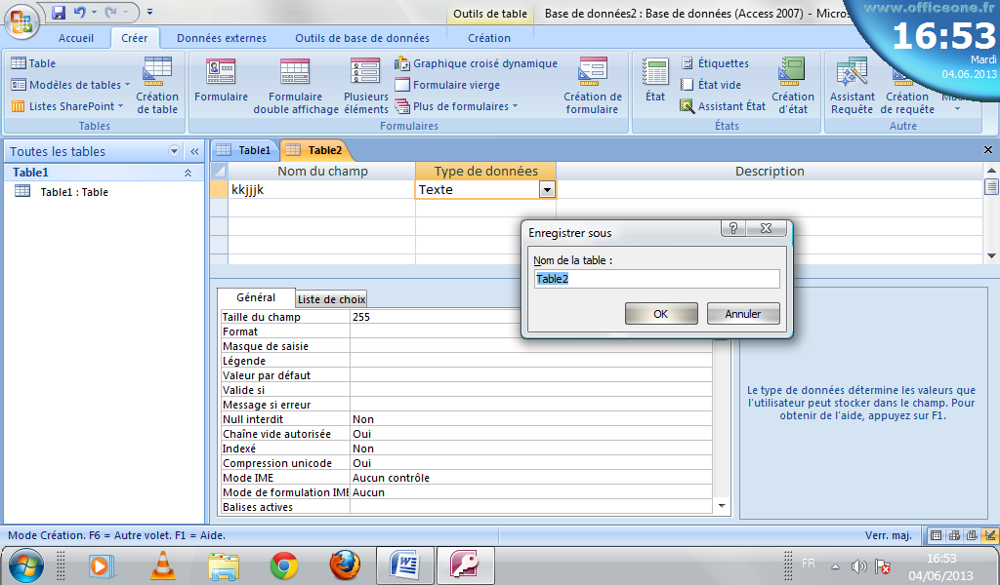 Outils de table
Base de données2 : Base de données (Access 2007) - Micros
www.officeone.fr
16:53
Mardi
04.06.2013
Accueil
Créer
Données externes
Outils de base de données
Création
Table
Modèles de tables
Listes SharePoint
Création de table
Tables
Formulaire
Formulaire double affichage
Plusieurs éléments
Graphique croisé dynamique
Formulaire vierge
Plus de formulaires
Création de formulaire
Formulaires
État
Étiquettes
État vide
Assistant État
Création d'état
États
Assistant Requête
Création de requête
Autre
Toutes les tables
«
Table1
Table1 : Table
Table1
Table2
Nom du champ
Type de données
Description
kkjjjk
Texte
Enregistrer sous
?
Nom de la table :
Table2
OK
Annuler
Général
Liste de choix
Taille du champ 255
Format
Masque de saisie
Légende
Valeur par défaut
Valide si
Message si erreur
Null interdit Non
Chaîne vide autorisée Oui
Indexé Non
Compression unicode Oui
Mode IME Aucun contrôle
Mode de formulation IME Aucun
Balises actives
Le type de données détermine les valeurs que
l'utilisateur peut stocker dans le champ. Pour
obtenir de l'aide, appuyez sur F1.
Mode Création. F6 = Autre volet. F1 = Aide.
Verr. maj.
FR
16:53
04/06/2013